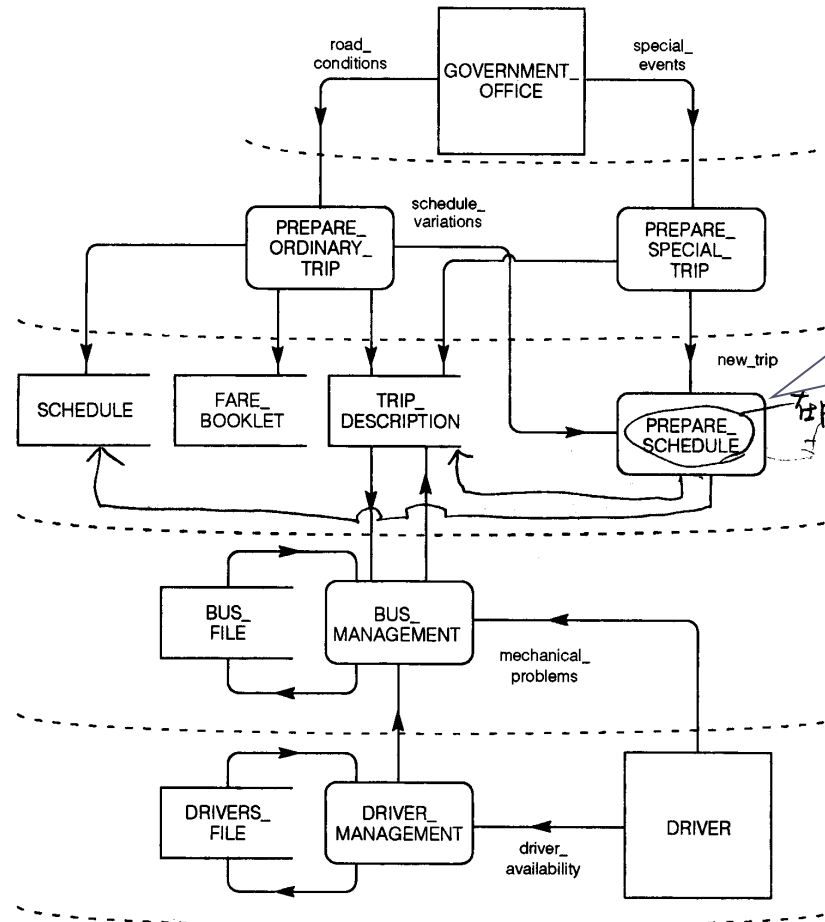 road_
conditions
special_
events
GOVERNMENT_
OFFICE
schedule_
variations
PREPARE_
ORDINARY_
TRIP
PREPARE_
SPECIAL_
TRIP
new_trip
SCHEDULE
FARE_
BOOKLET
TRIP_
DESCRIPTION
PREPARE_
SCHEDULE
BUS_
FILE
BUS_
MANAGEMENT
mechanical_
problems
DRIVERS_
FILE
DRIVER_
MANAGEMENT
driver_
availability
DRIVER